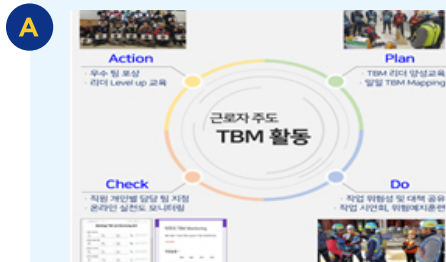 A
Action
· 우수 팀 포상
· 리더 Level up 교육
Plan
· TBM 리더 양성교육
· 일일 TBM Mapping
근로자 주도
TBM 활동
Check
· 직원 개인별 담당 팀 지정
· 온라인 실천도 모니터링
Do
· 작업 위험성 및 대책 공유
· 작업 시연회, 위험예지훈련